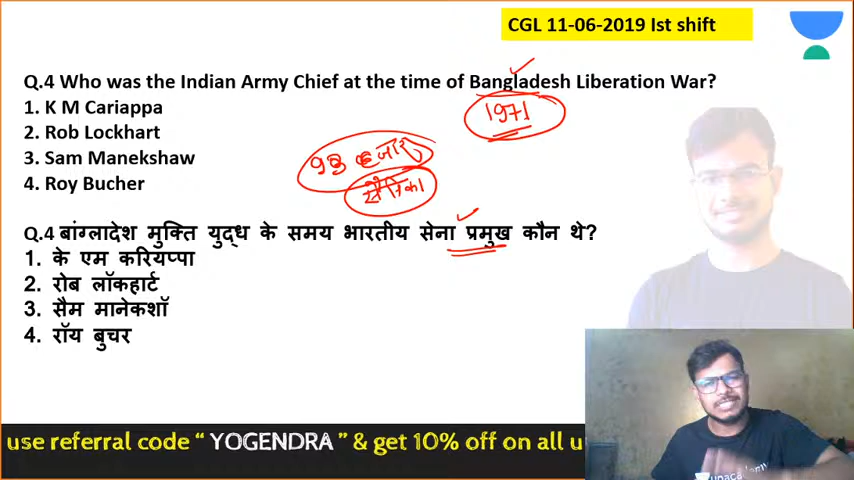 CGL 11-06-2019 Ist shift
Q.4 Who was the Indian Army Chief at the time of Bangladesh Liberation War?
1. K M Cariappa
2. Rob Lockhart
3. Sam Manekshaw
4. Roy Bucher
1971
93 हजार
Q.4 बांग्लादेश मुक्ति युद्ध के समय भारतीय सेना प्रमुख कौन थे?
1. के एम करियप्पा
2. रोब लॉकहार्ट
3. सैम मानेकशॉ
4. रॉय बुचर
use referral code “ YOGENDRA ” & get 10% off on all u
unacademy